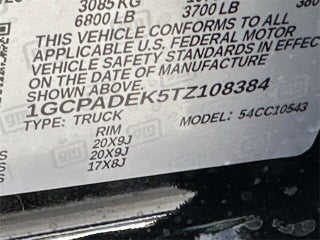 3085 KG
6800 LB 3700 LB
THIS VEHICLE CONFORMS TO ALL
APPLICABLE U.S. FEDERAL MOTOR
VEHICLE SAFETY STANDARDS IN EFFEC
ON THE DATE OF MANUFACTURE
SHOWN ABOVE.
1GCPADEK5TZ108384
TYPE: TRUCK MODEL: 54CC10543
RIM
20X9J
S 20X9J
S 17X8J